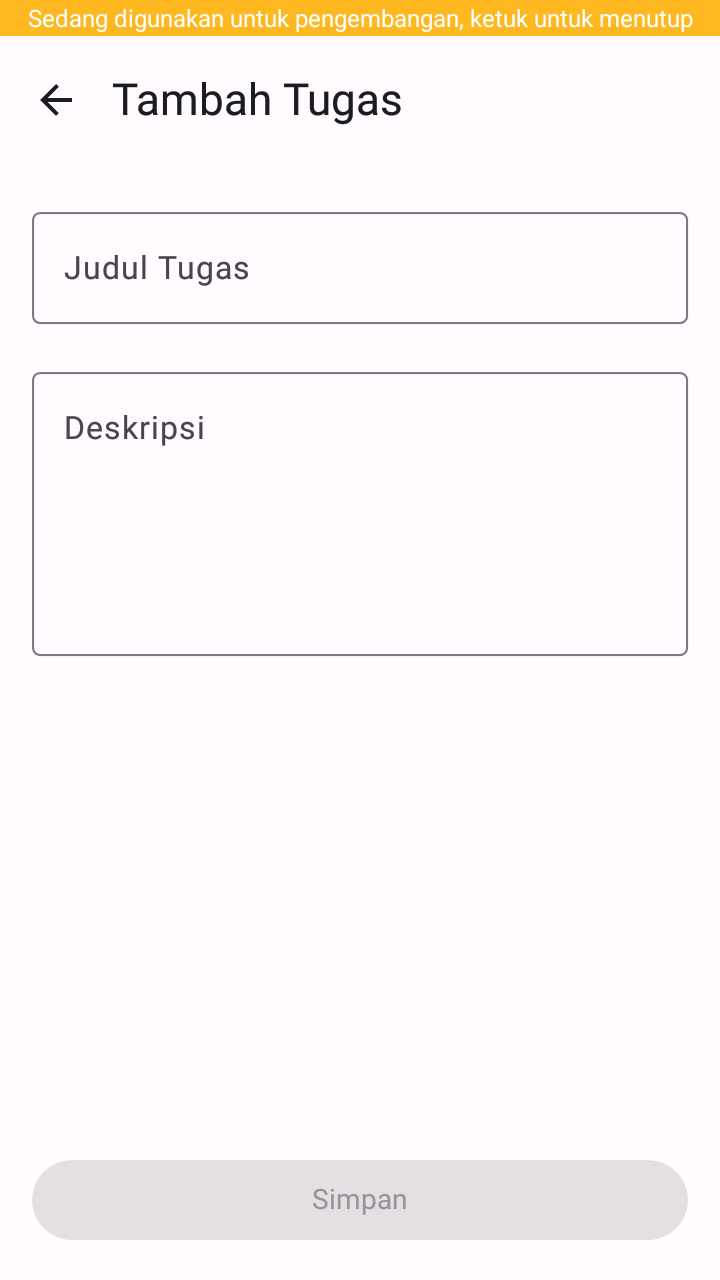 Sedang digunakan untuk pengembangan, ketuk untuk menutup
Tambah Tugas
Judul Tugas
Deskripsi
Simpan